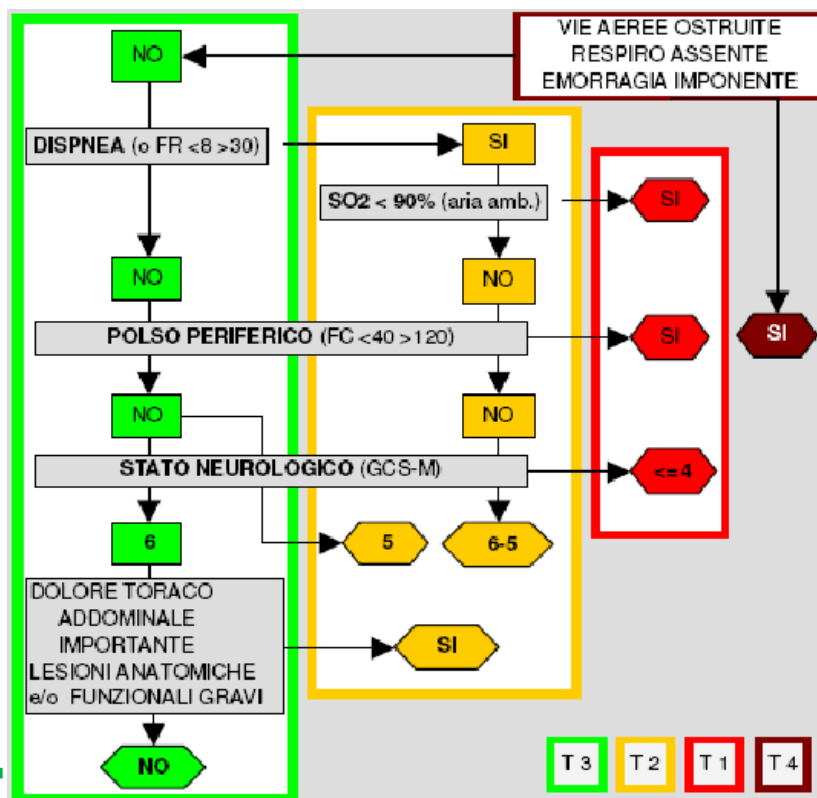 VIE AEREE OSTRUITE
RESPIRO ASSENTE
EMORRAGIA IMPONENTE
NO
DISPNEA (o FR <8 >30)
SI
SO2 < 90% (aria amb.)
SI
NO
NO
POLSO PERIFERICO (FC <40 >120)
SI
SI
NO
NO
STATO NEUROLOGICO (GCS-M)
<=4
6
5
6-5
DOLORE TORACO
ADDOMINALE
IMPORTANTE
LESIONI ANATOMICHE
e/o FUNZIONALI GRAVI
SI
NO
T 3
T 2
T 1
T 4